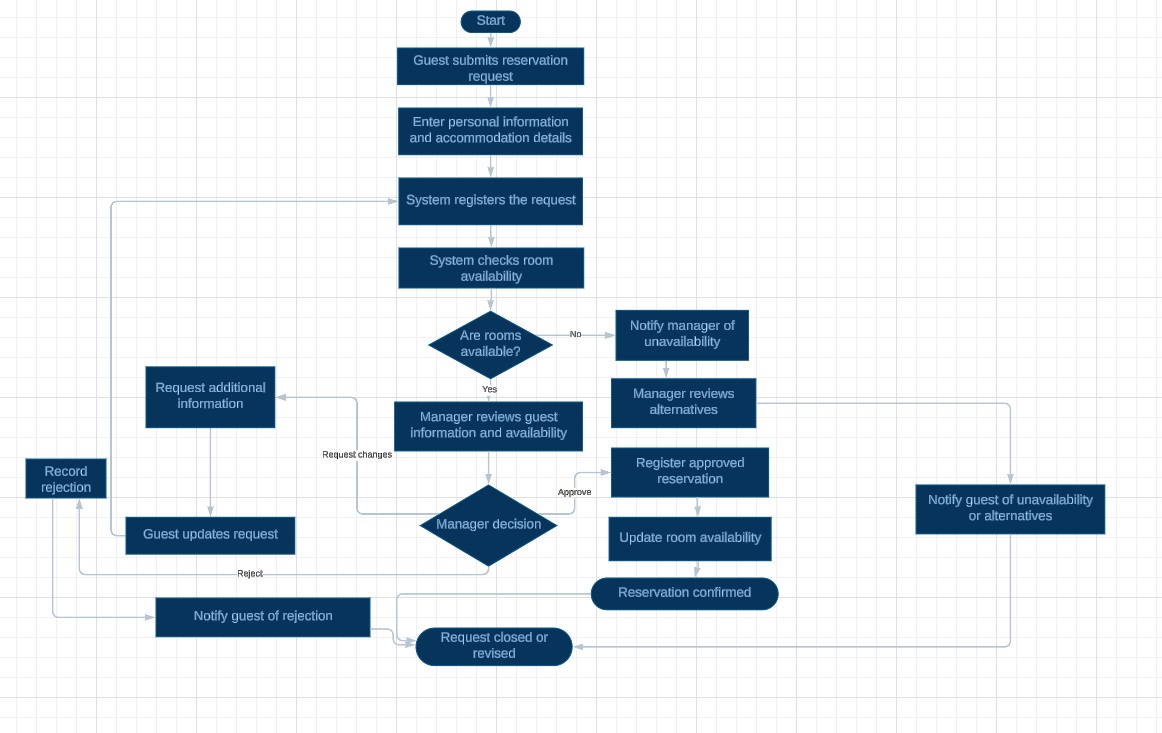 Start
Guest submits reservation
request
Enter personal information
and accommodation details
System registers the request
System checks room
availability
Are rooms
available?
No
Notify manager of
unavailability
Yes
Request additional
information
Manager reviews
alternatives
Manager reviews guest
information and availability
Request changes
Register approved
reservation
Record
rejection
Approve
Notify guest of unavailability
or alternatives
Manager decision
Guest updates request
Update room availability
Reject
Reservation confirmed
Notify guest of rejection
Request closed or
revised